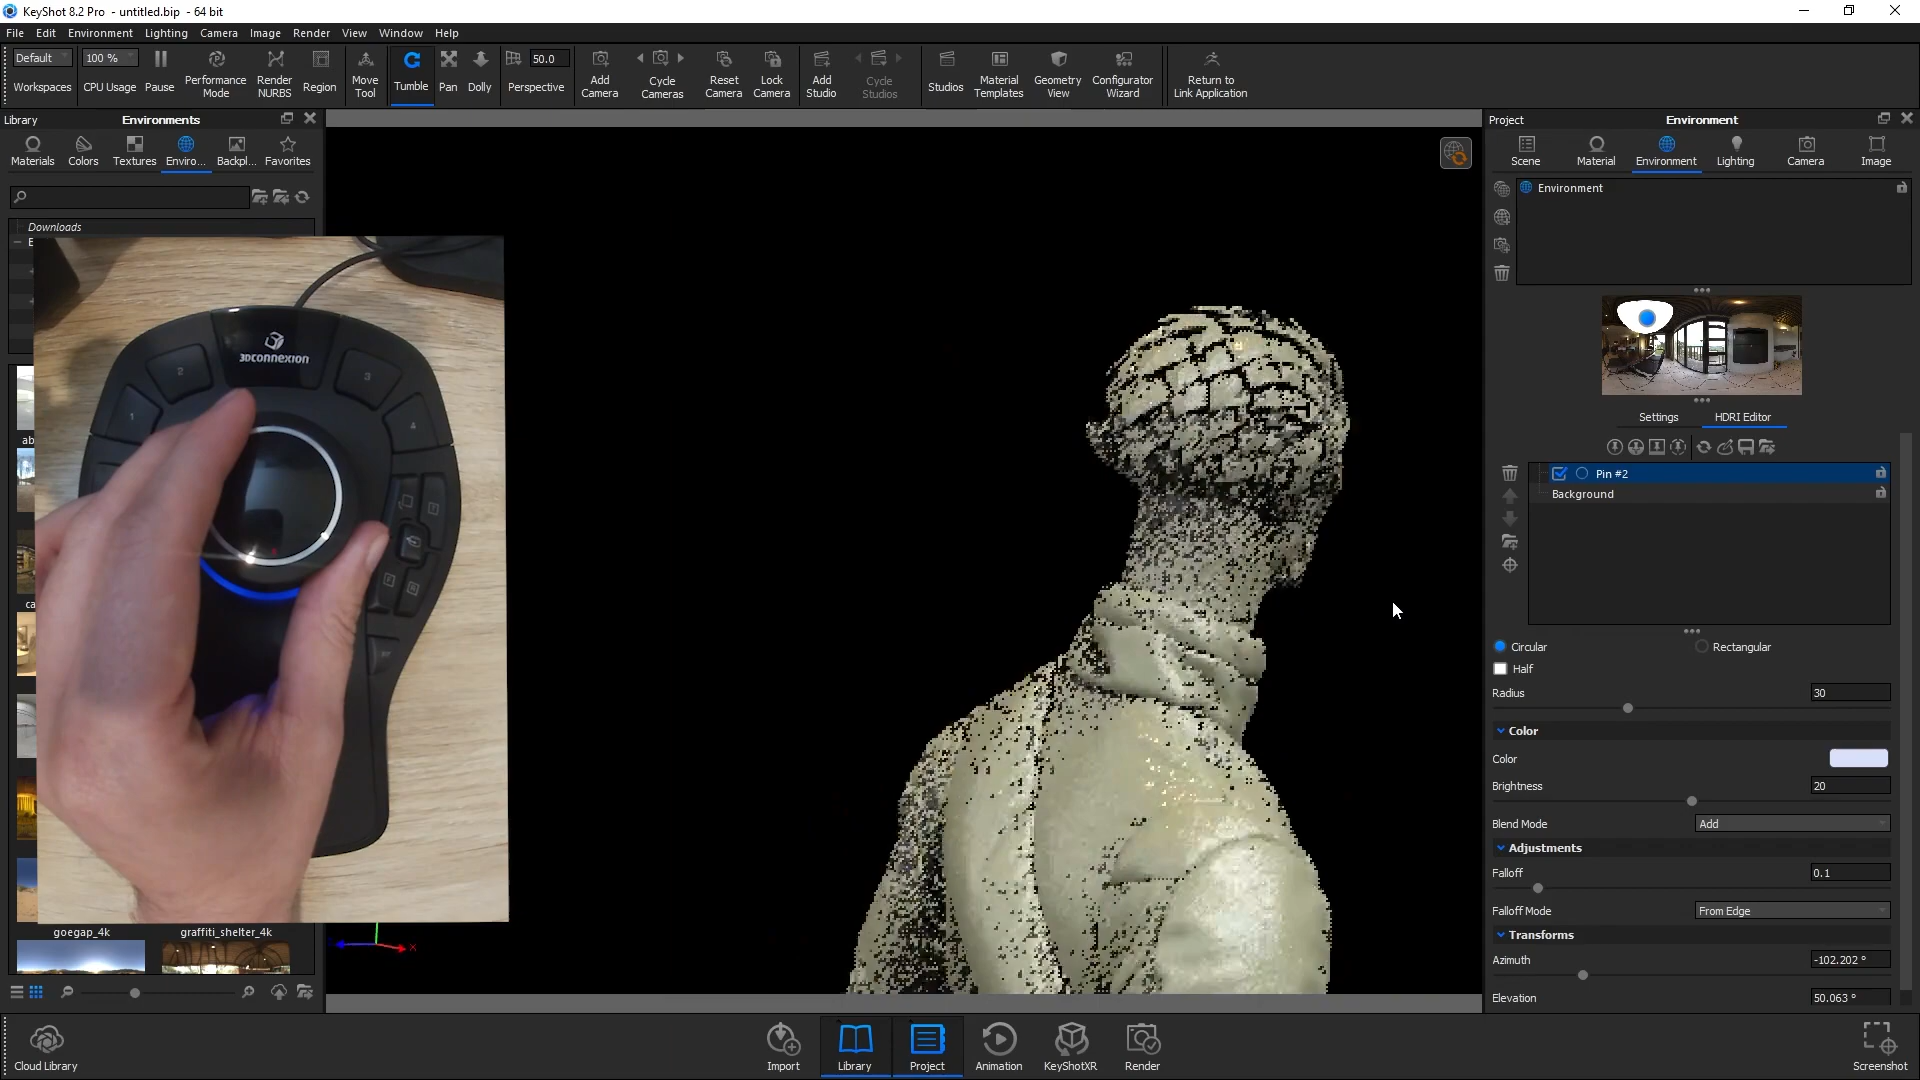 KeyShot 8.2 Pro - untitled.bip - 64 bit
File Edit Environment Lighting Camera Image Render View Window Help
Default 100 % 50.0
Workspaces CPU Usage Pause Performance Mode Render NURBS Region Move Tool Tumble Pan Dolly Perspective Add Camera Cycle Cameras Reset Camera Lock Camera Add Studio Cycle Studios Studios Material Templates Geometry View Configurator Wizard Return to Link Application
Library Environments
Materials Colors Textures Enviro... Backpl... Favorites
Downloads
E
ab
ca
goegap_4k graffiti_shelter_4k
3Dconnexion
1
2
3
4
X
Project Environment
Scene Material Environment Lighting Camera Image
Environment
Settings HDRI Editor
Pin #2
Background
Circular Rectangular
Half
Radius 30
Color
Color
Brightness 20
Blend Mode Add
Adjustments
Falloff 0.1
Falloff Mode From Edge
Transforms
Azimuth -102.202 °
Elevation 50.063 °
Cloud Library Import Library Project Animation KeyShotXR Render Screenshot